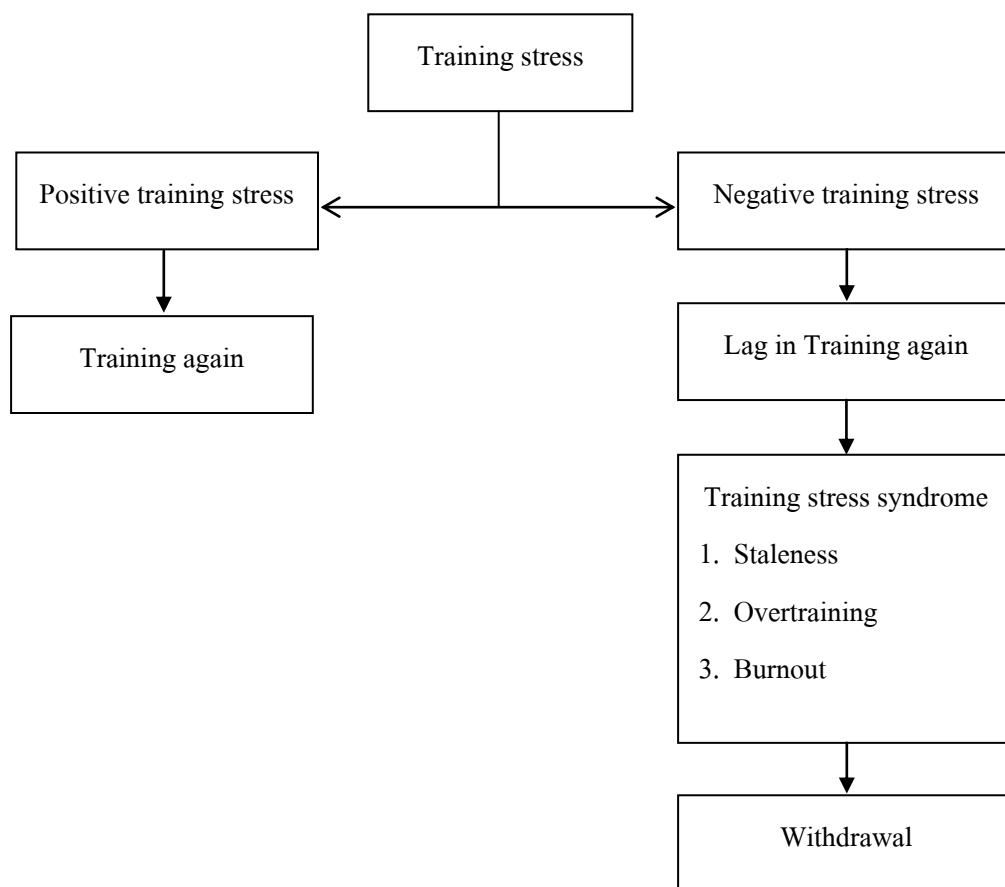 Training stress
Positive training stress
Negative training stress
Training again
Lag in Training again
Training stress syndrome
1. Staleness
2. Overtraining
3. Burnout
Withdrawal